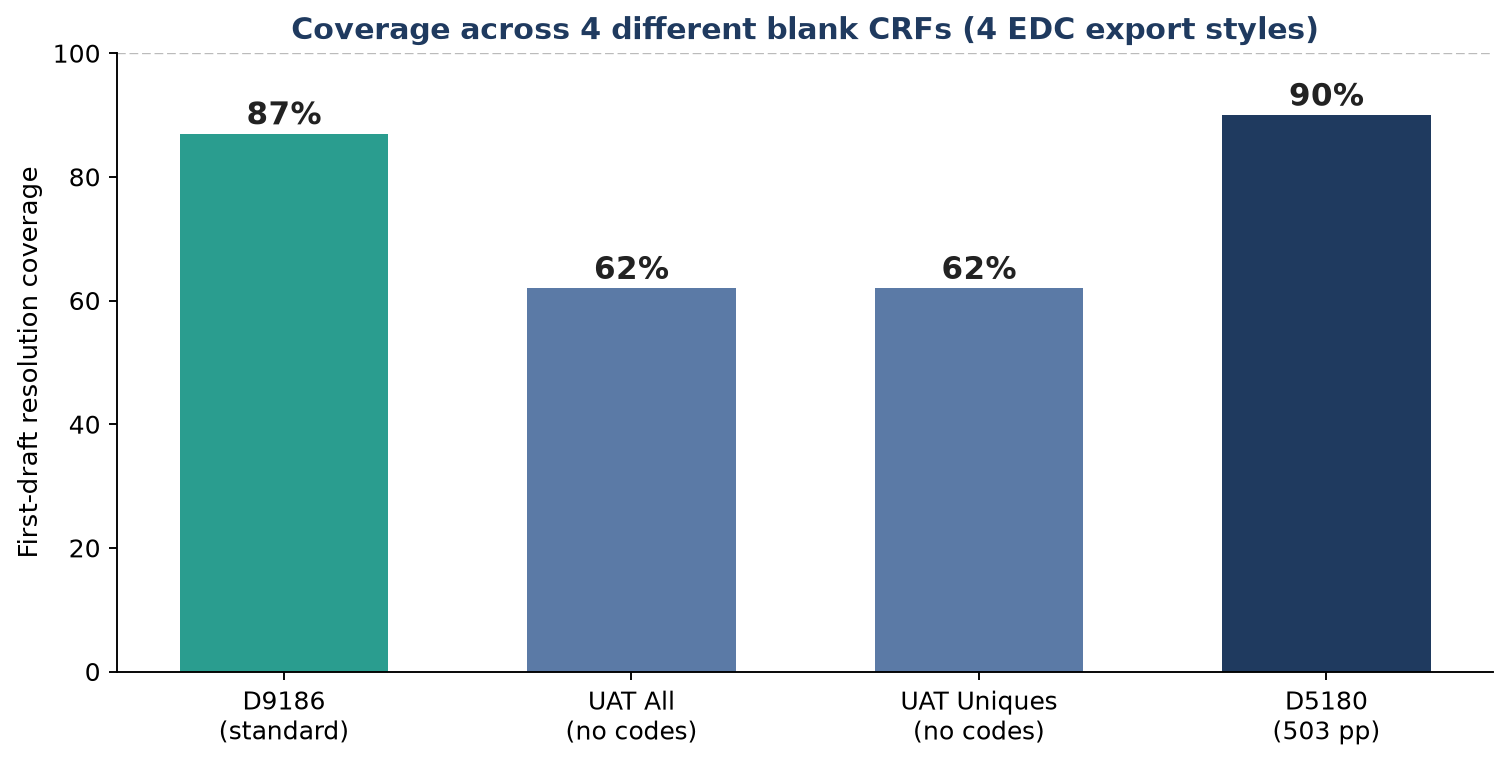 Coverage across 4 different blank CRFs (4 EDC export styles)
First-draft resolution coverage
100
80
60
40
20
0
87%
62%
62%
90%
D9186
(standard)
UAT All
(no codes)
UAT Uniques
(no codes)
D5180
(503 pp)